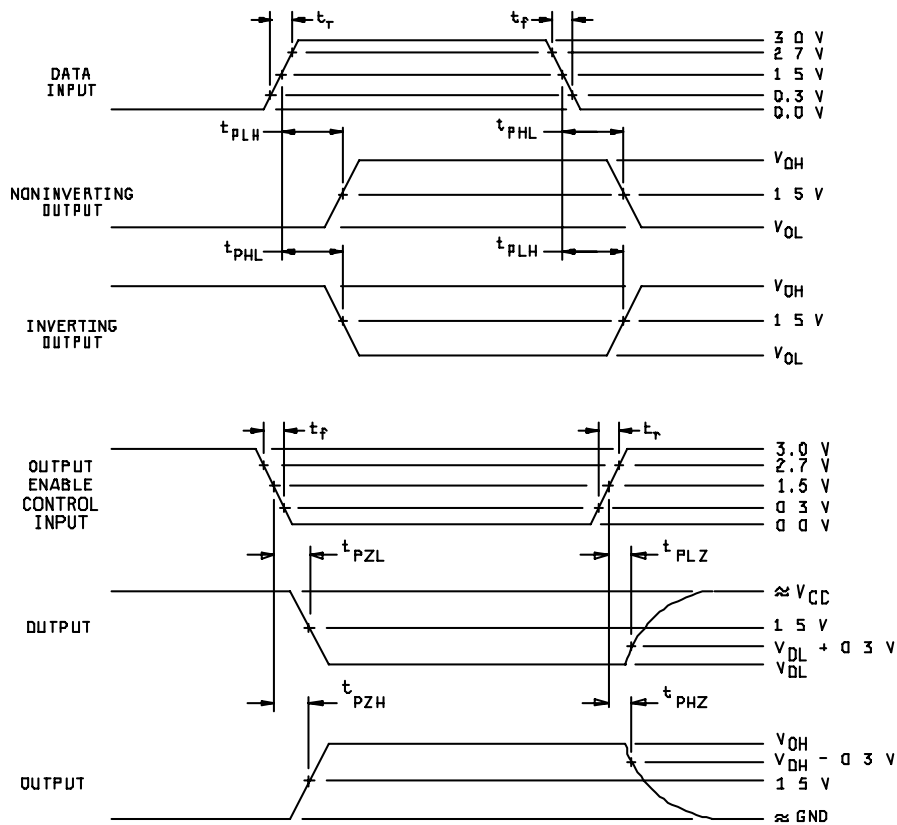 tr
tf
3 0 V
2 7 V
DATA
INPUT
1 5 V
0.3 V
0.0 V
tPLH
tPHL
VOH
NONINVERTING
OUTPUT
1 5 V
VOL
tPHL
tPLH
VOH
INVERTING
OUTPUT
1 5 V
VOL
tf
tr
3.0 V
OUTPUT
ENABLE
CONTROL
INPUT
2.7 V
1.5 V
0 3 V
0 0 V
tPZL
tPLZ
≈ VCC
OUTPUT
1 5 V
VOL + 0 3 V
VOL
tPZH
tPHZ
VOH
VOH - 0 3 V
OUTPUT
1 5 V
≈ GND